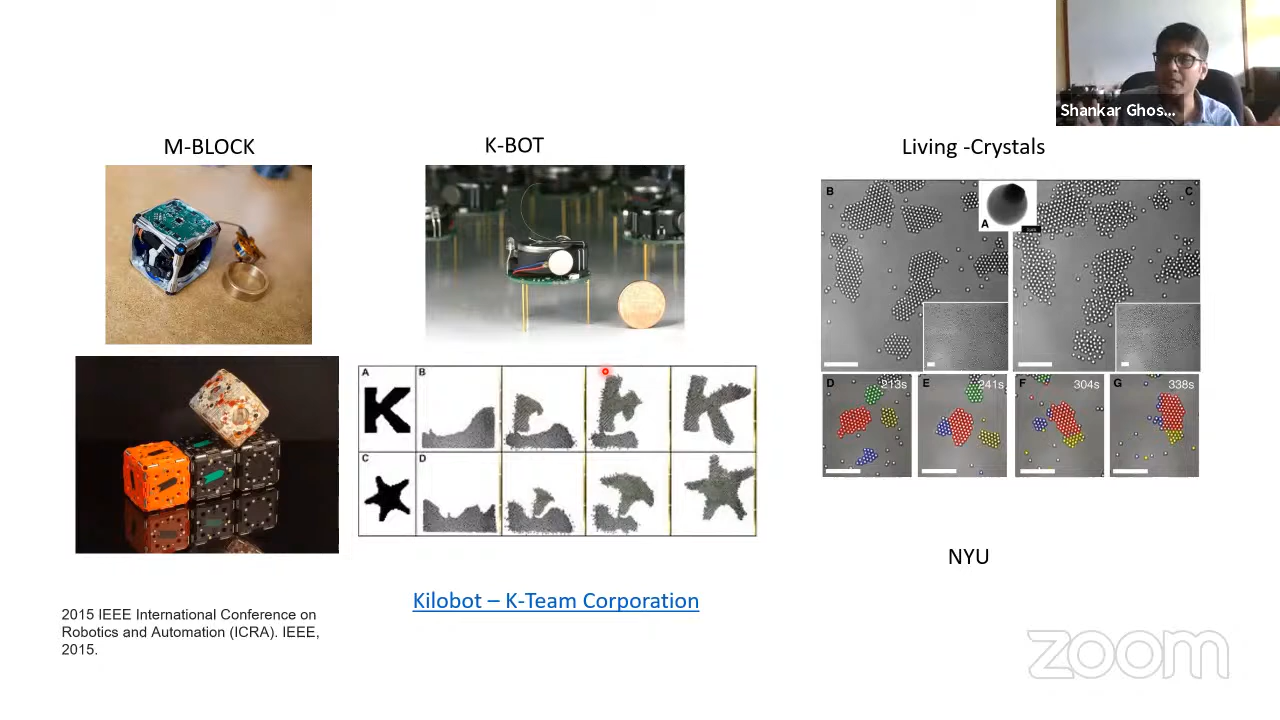 Shankar Ghos...
M-BLOCK
K-BOT
Living -Crystals
B
A
C
A
B
C
D
D
213s
E
241s
F
304s
G
338s
NYU
Kilobot – K-Team Corporation
2015 IEEE International Conference on
Robotics and Automation (ICRA). IEEE,
2015.
zoom